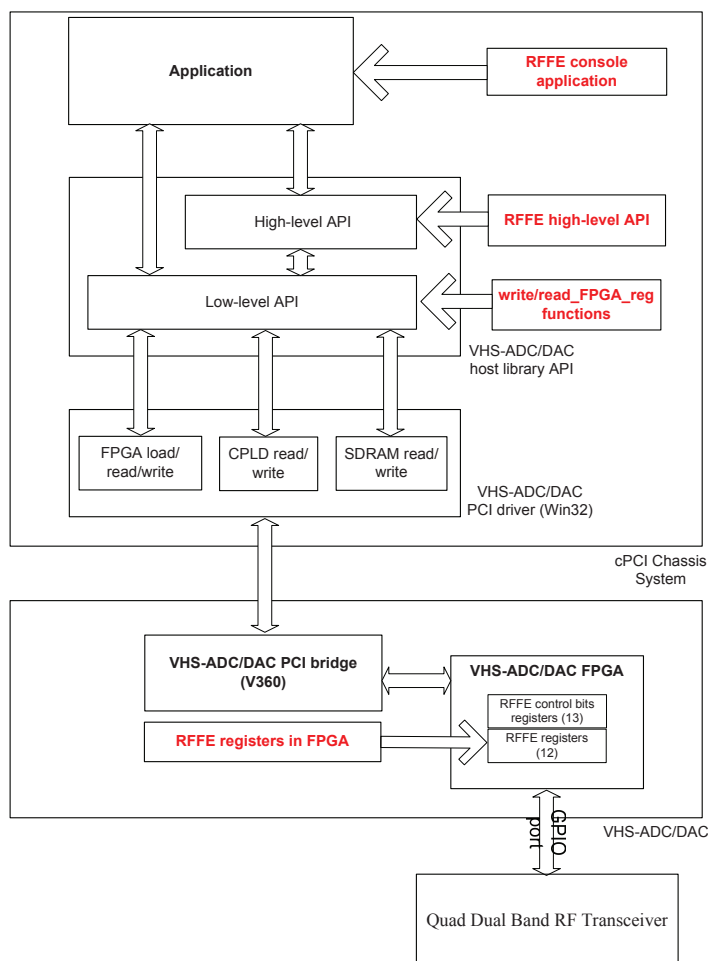 Application
RFFE console
application
High-level API
RFFE high-level API
Low-level API
write/read_FPGA_reg
functions
VHS-ADC/DAC
host library API
FPGA load/
read/write
CPLD read/
write
SDRAM read/
write
VHS-ADC/DAC
PCI driver (Win32)
cPCI Chassis
System
VHS-ADC/DAC PCI bridge
(V360)
VHS-ADC/DAC FPGA
RFFE control bits
registers (13)
RFFE registers
(12)
RFFE registers in FPGA
GPIO
port
VHS-ADC/DAC
Quad Dual Band RF Transceiver